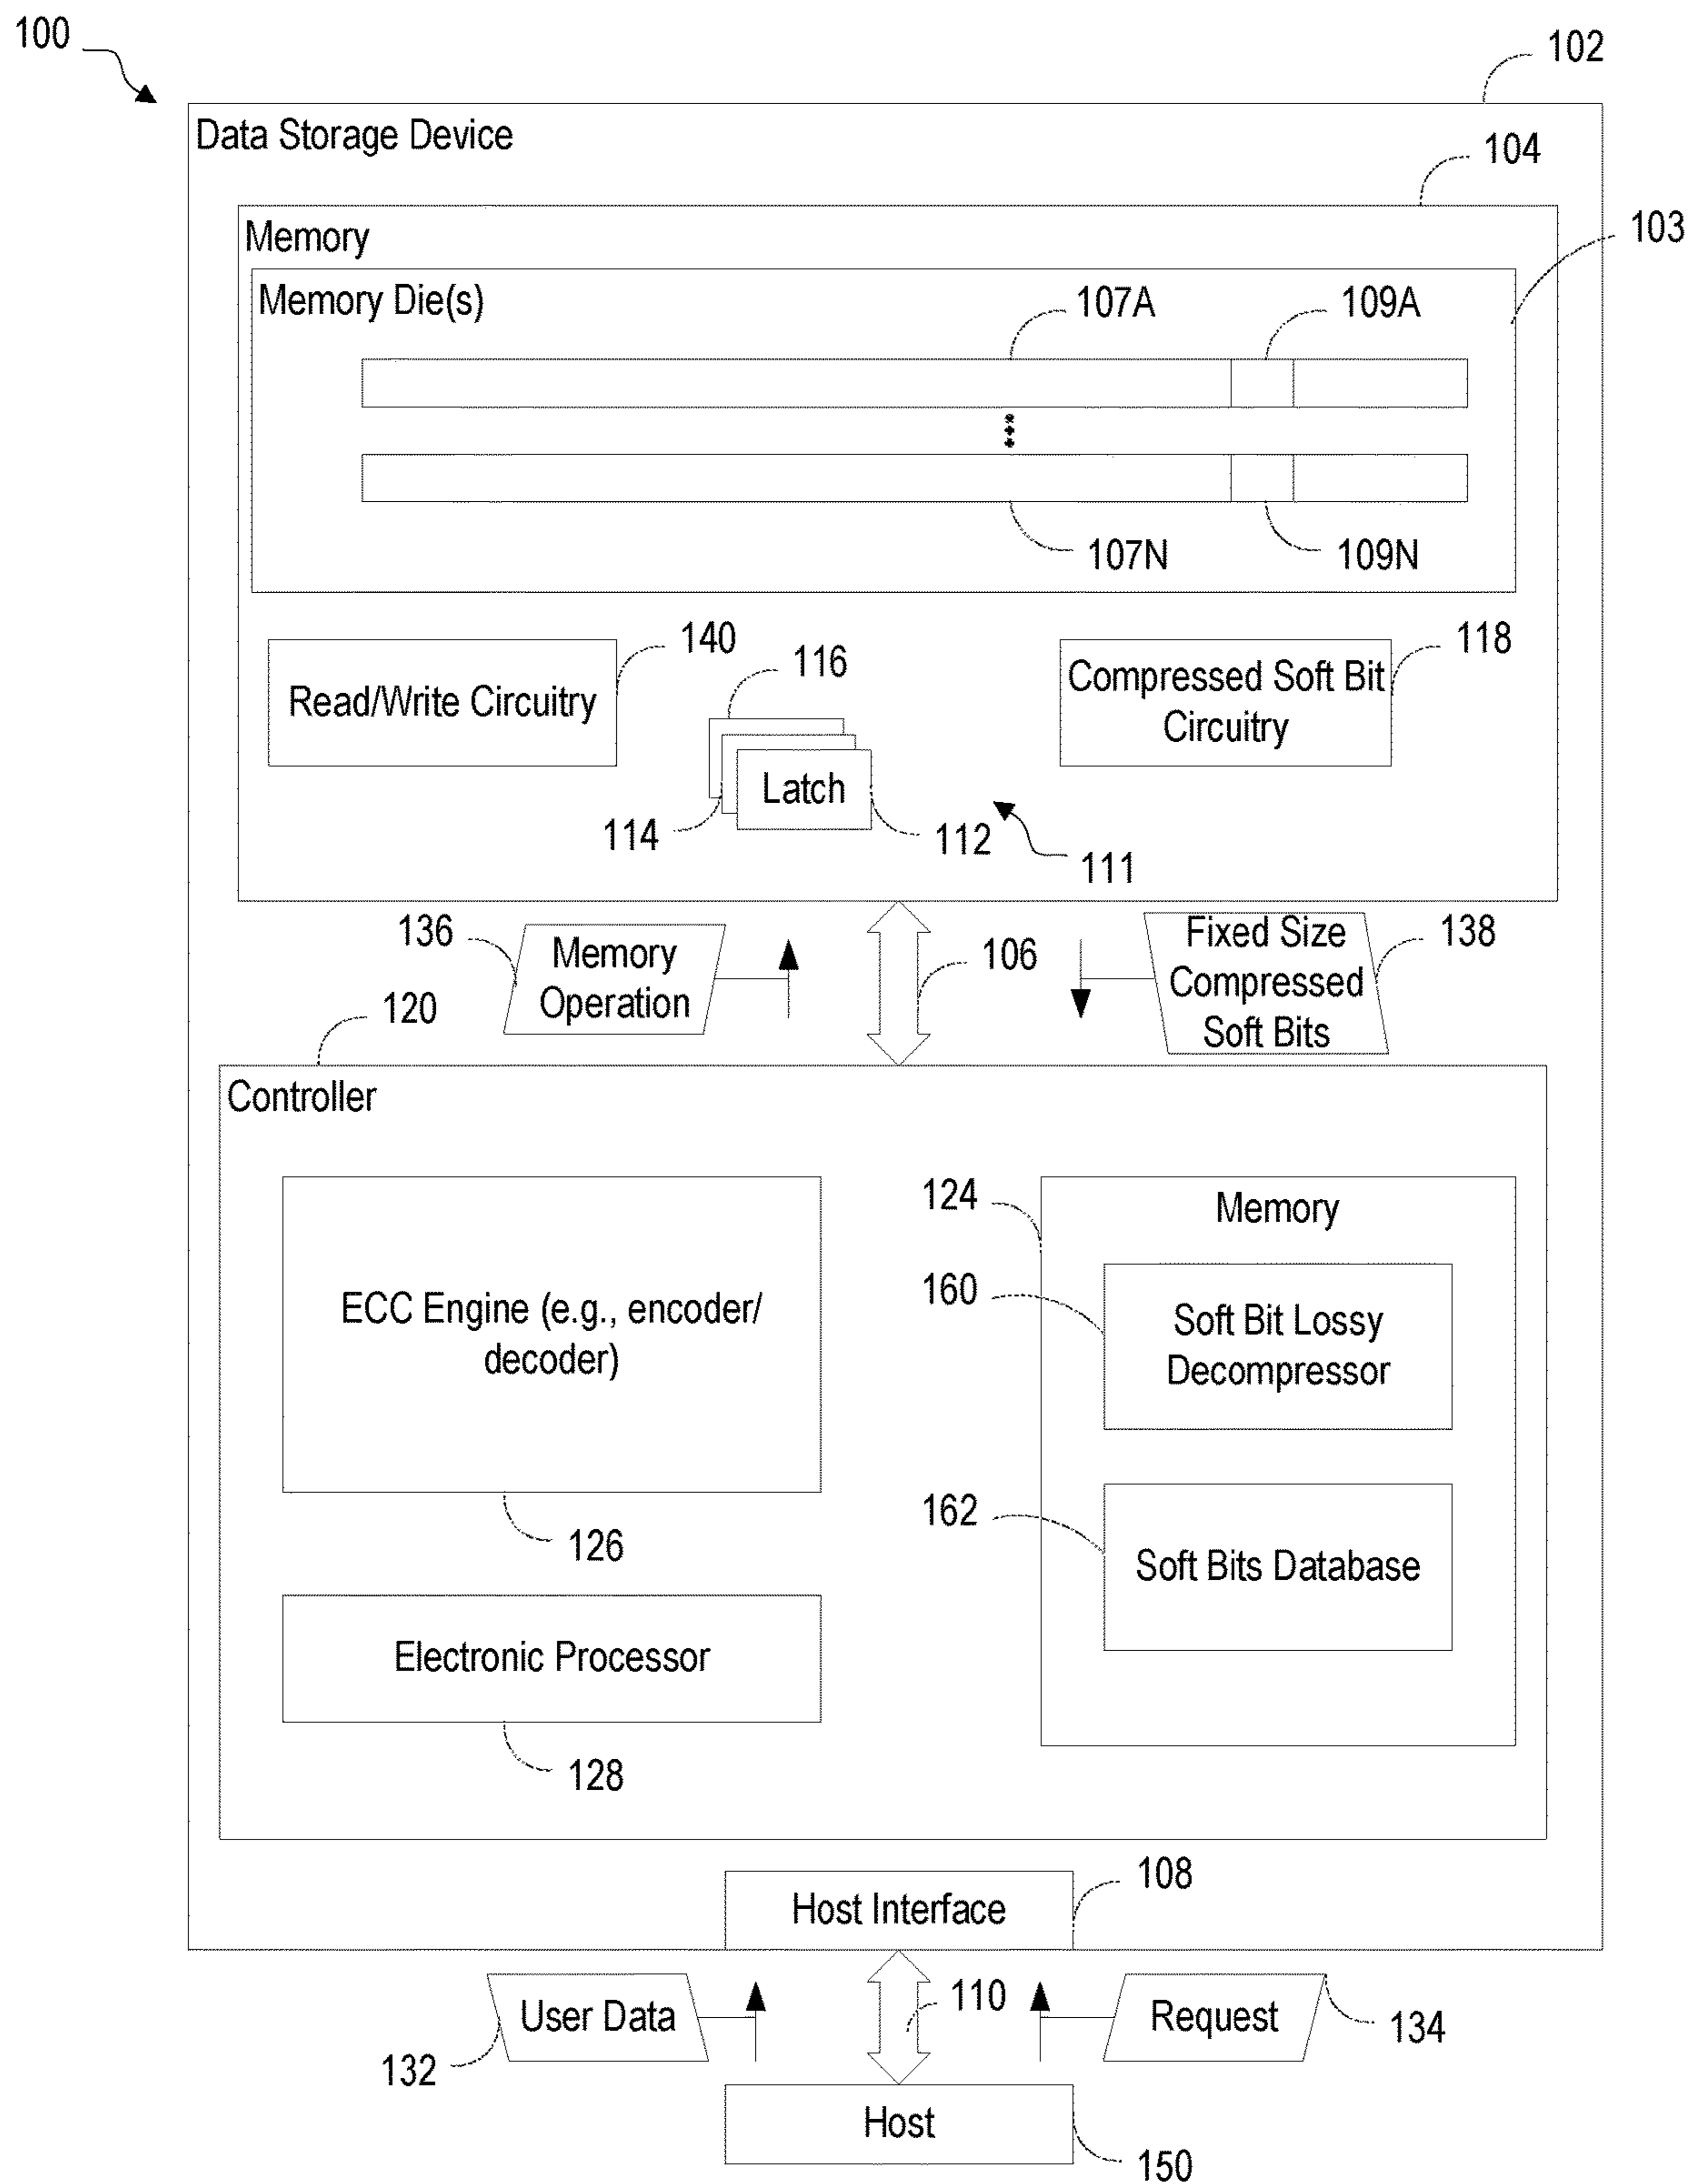 100
102
Data Storage Device
104
Memory
103
Memory Die(s)
107A
109A
107N
109N
140
116
118
Read/Write Circuitry
Compressed Soft Bit
Circuitry
Latch
114
112
111
136
Memory
Operation
106
Fixed Size
Compressed
Soft Bits
138
120
Controller
124
Memory
ECC Engine (e.g., encoder/
decoder)
160
Soft Bit Lossy
Decompressor
126
162
Soft Bits Database
Electronic Processor
128
108
Host Interface
User Data
110
Request
132
134
Host
150